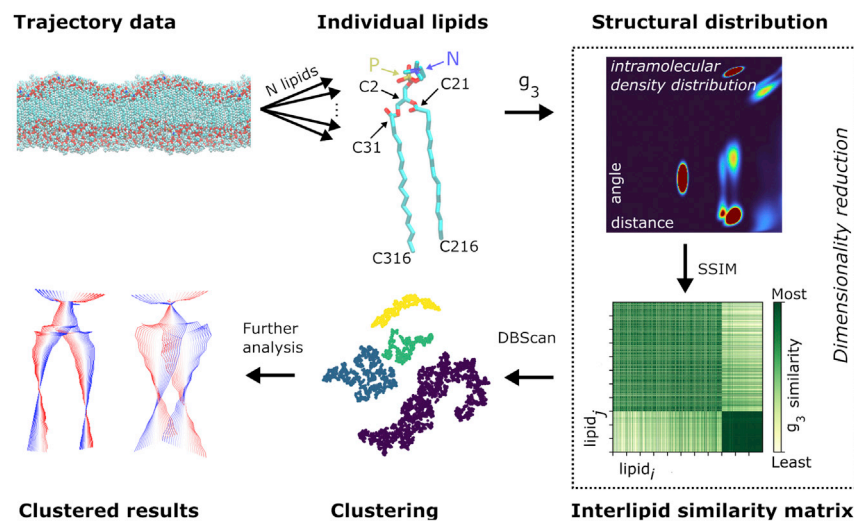 Trajectory data
Individual lipids
Structural distribution
N lipids
P
N
C2
C21
C31
C316
C216
g3
intramolecular
density distribution
angle
distance
Dimensionality reduction
SSIM
Most
g3 similarity
Least
lipidj
lipidi
DBScan
Further
analysis
Clustered results
Clustering
Interlipid similarity matrix